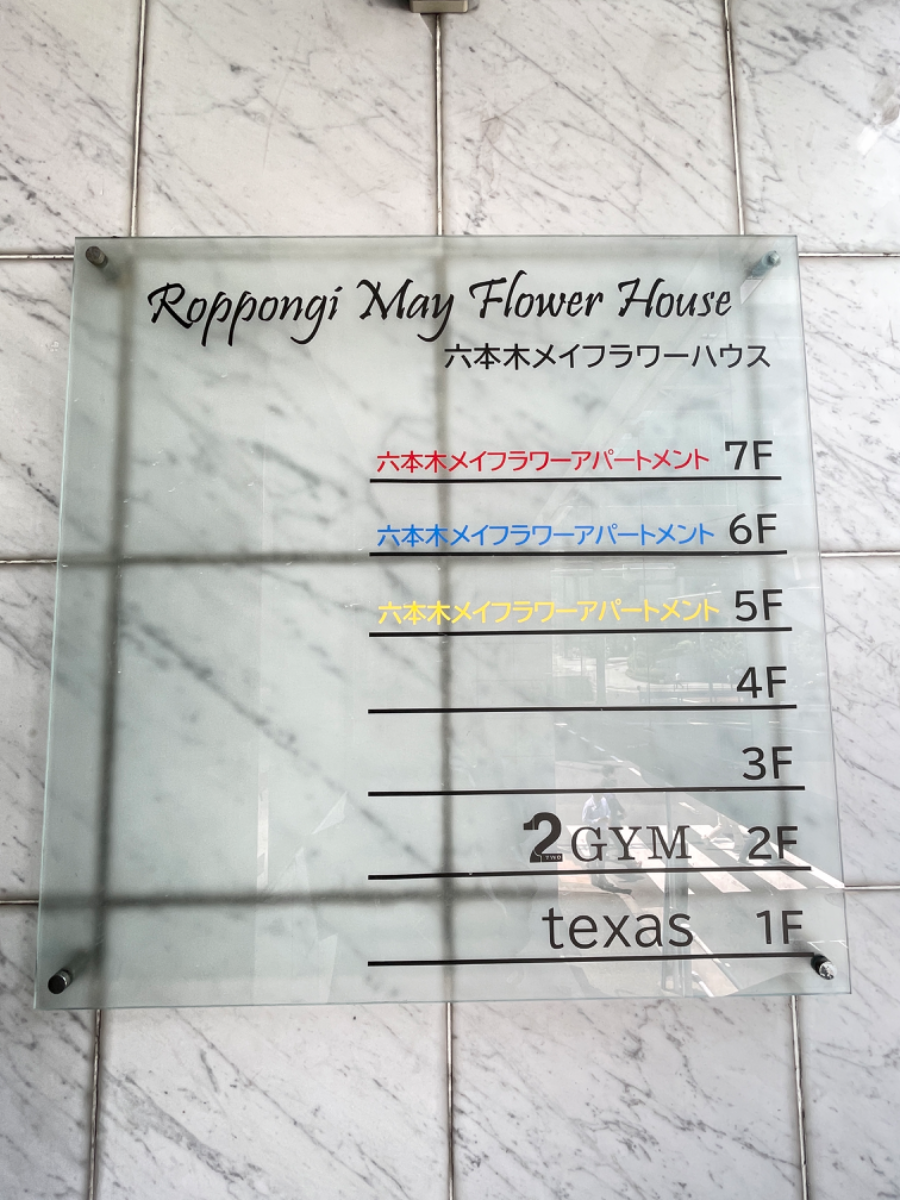 Roppongi May Flower House
六本木メイフラワーハウス
六本木メイフラワーアパートメント 7F
六本木メイフラワーアパートメント 6F
六本木メイフラワーアパートメント 5F
4F
3F
2 GYM 2F
texas 1F